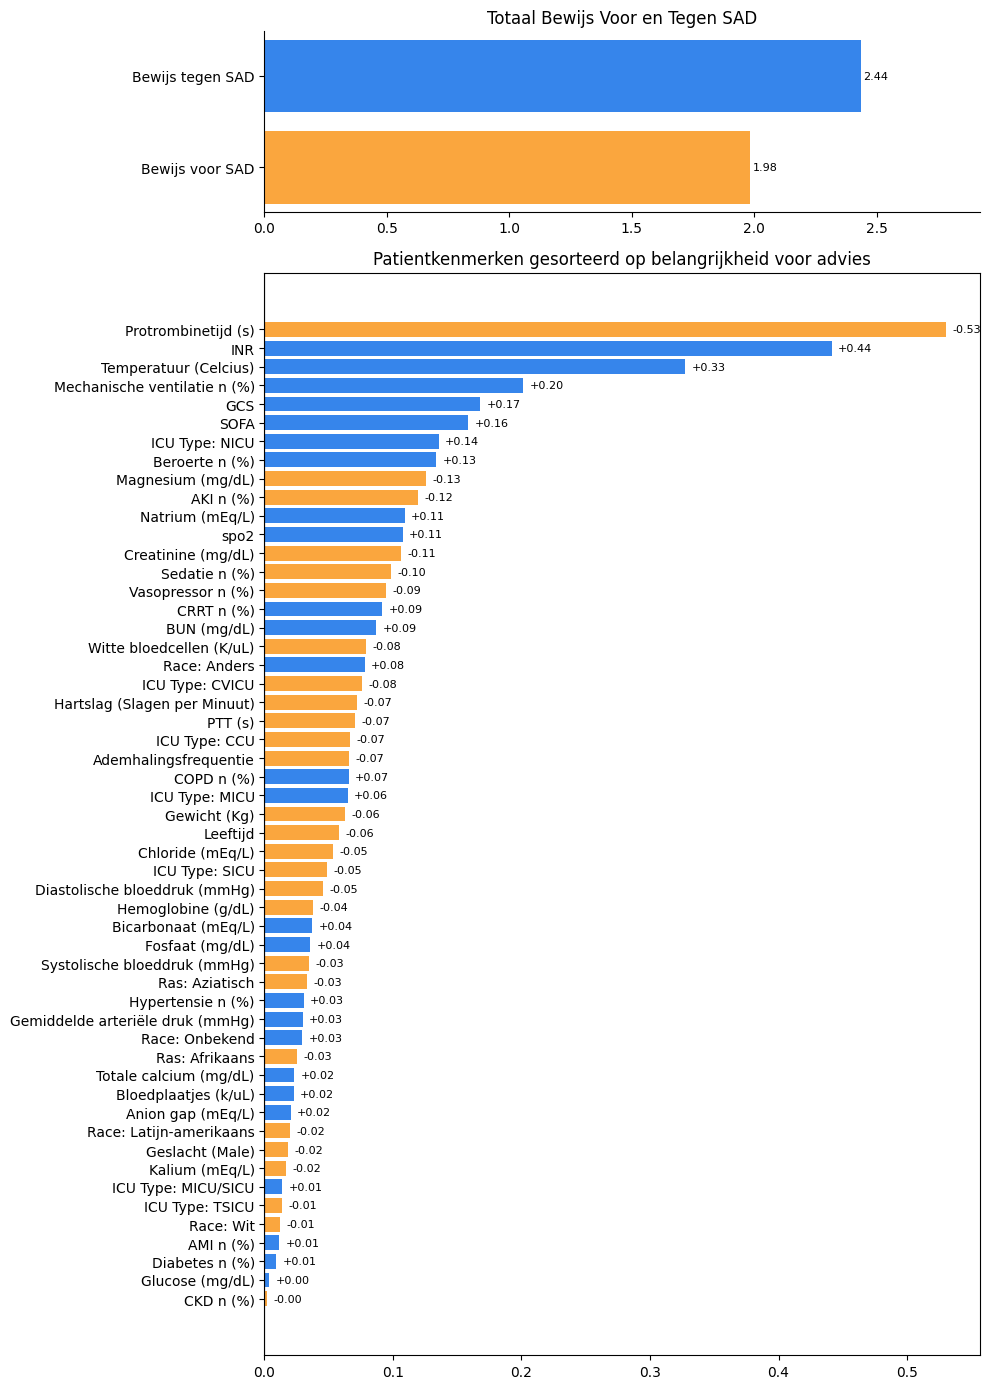 Totaal Bewijs Voor en Tegen SAD
Bewijs tegen SAD 2.44
Bewijs voor SAD 1.98
0.0 0.5 1.0 1.5 2.0 2.5
Patientkenmerken gesorteerd op belangrijkheid voor advies
Protrombinetijd (s) -0.53
INR +0.44
Temperatuur (Celcius) +0.33
Mechanische ventilatie n (%) +0.20
GCS +0.17
SOFA +0.16
ICU Type: NICU +0.14
Beroerte n (%) +0.13
Magnesium (mg/dL) -0.13
AKI n (%) -0.12
Natrium (mEq/L) +0.11
spo2 +0.11
Creatinine (mg/dL) -0.11
Sedatie n (%) -0.10
Vasopressor n (%) -0.09
CRRT n (%) +0.09
BUN (mg/dL) +0.09
Witte bloedcellen (K/uL) -0.08
Race: Anders +0.08
ICU Type: CVICU -0.08
Hartslag (Slagen per Minuut) -0.07
PTT (s) -0.07
ICU Type: CCU -0.07
Ademhalingsfrequentie -0.07
COPD n (%) +0.07
ICU Type: MICU +0.06
Gewicht (Kg) -0.06
Leeftijd -0.06
Chloride (mEq/L) -0.05
ICU Type: SICU -0.05
Diastolische bloeddruk (mmHg) -0.05
Hemoglobine (g/dL) -0.04
Bicarbonaat (mEq/L) +0.04
Fosfaat (mg/dL) +0.04
Systolische bloeddruk (mmHg) -0.03
Ras: Aziatisch -0.03
Hypertensie n (%) +0.03
Gemiddelde arteriële druk (mmHg) +0.03
Race: Onbekend +0.03
Ras: Afrikaans -0.03
Totale calcium (mg/dL) +0.02
Bloedplaatjes (k/uL) +0.02
Anion gap (mEq/L) +0.02
Race: Latijn-amerikaans -0.02
Geslacht (Male) -0.02
Kalium (mEq/L) -0.02
ICU Type: MICU/SICU +0.01
ICU Type: TSICU -0.01
Race: Wit -0.01
AMI n (%) +0.01
Diabetes n (%) +0.01
Glucose (mg/dL) +0.00
CKD n (%) -0.00
0.0 0.1 0.2 0.3 0.4 0.5